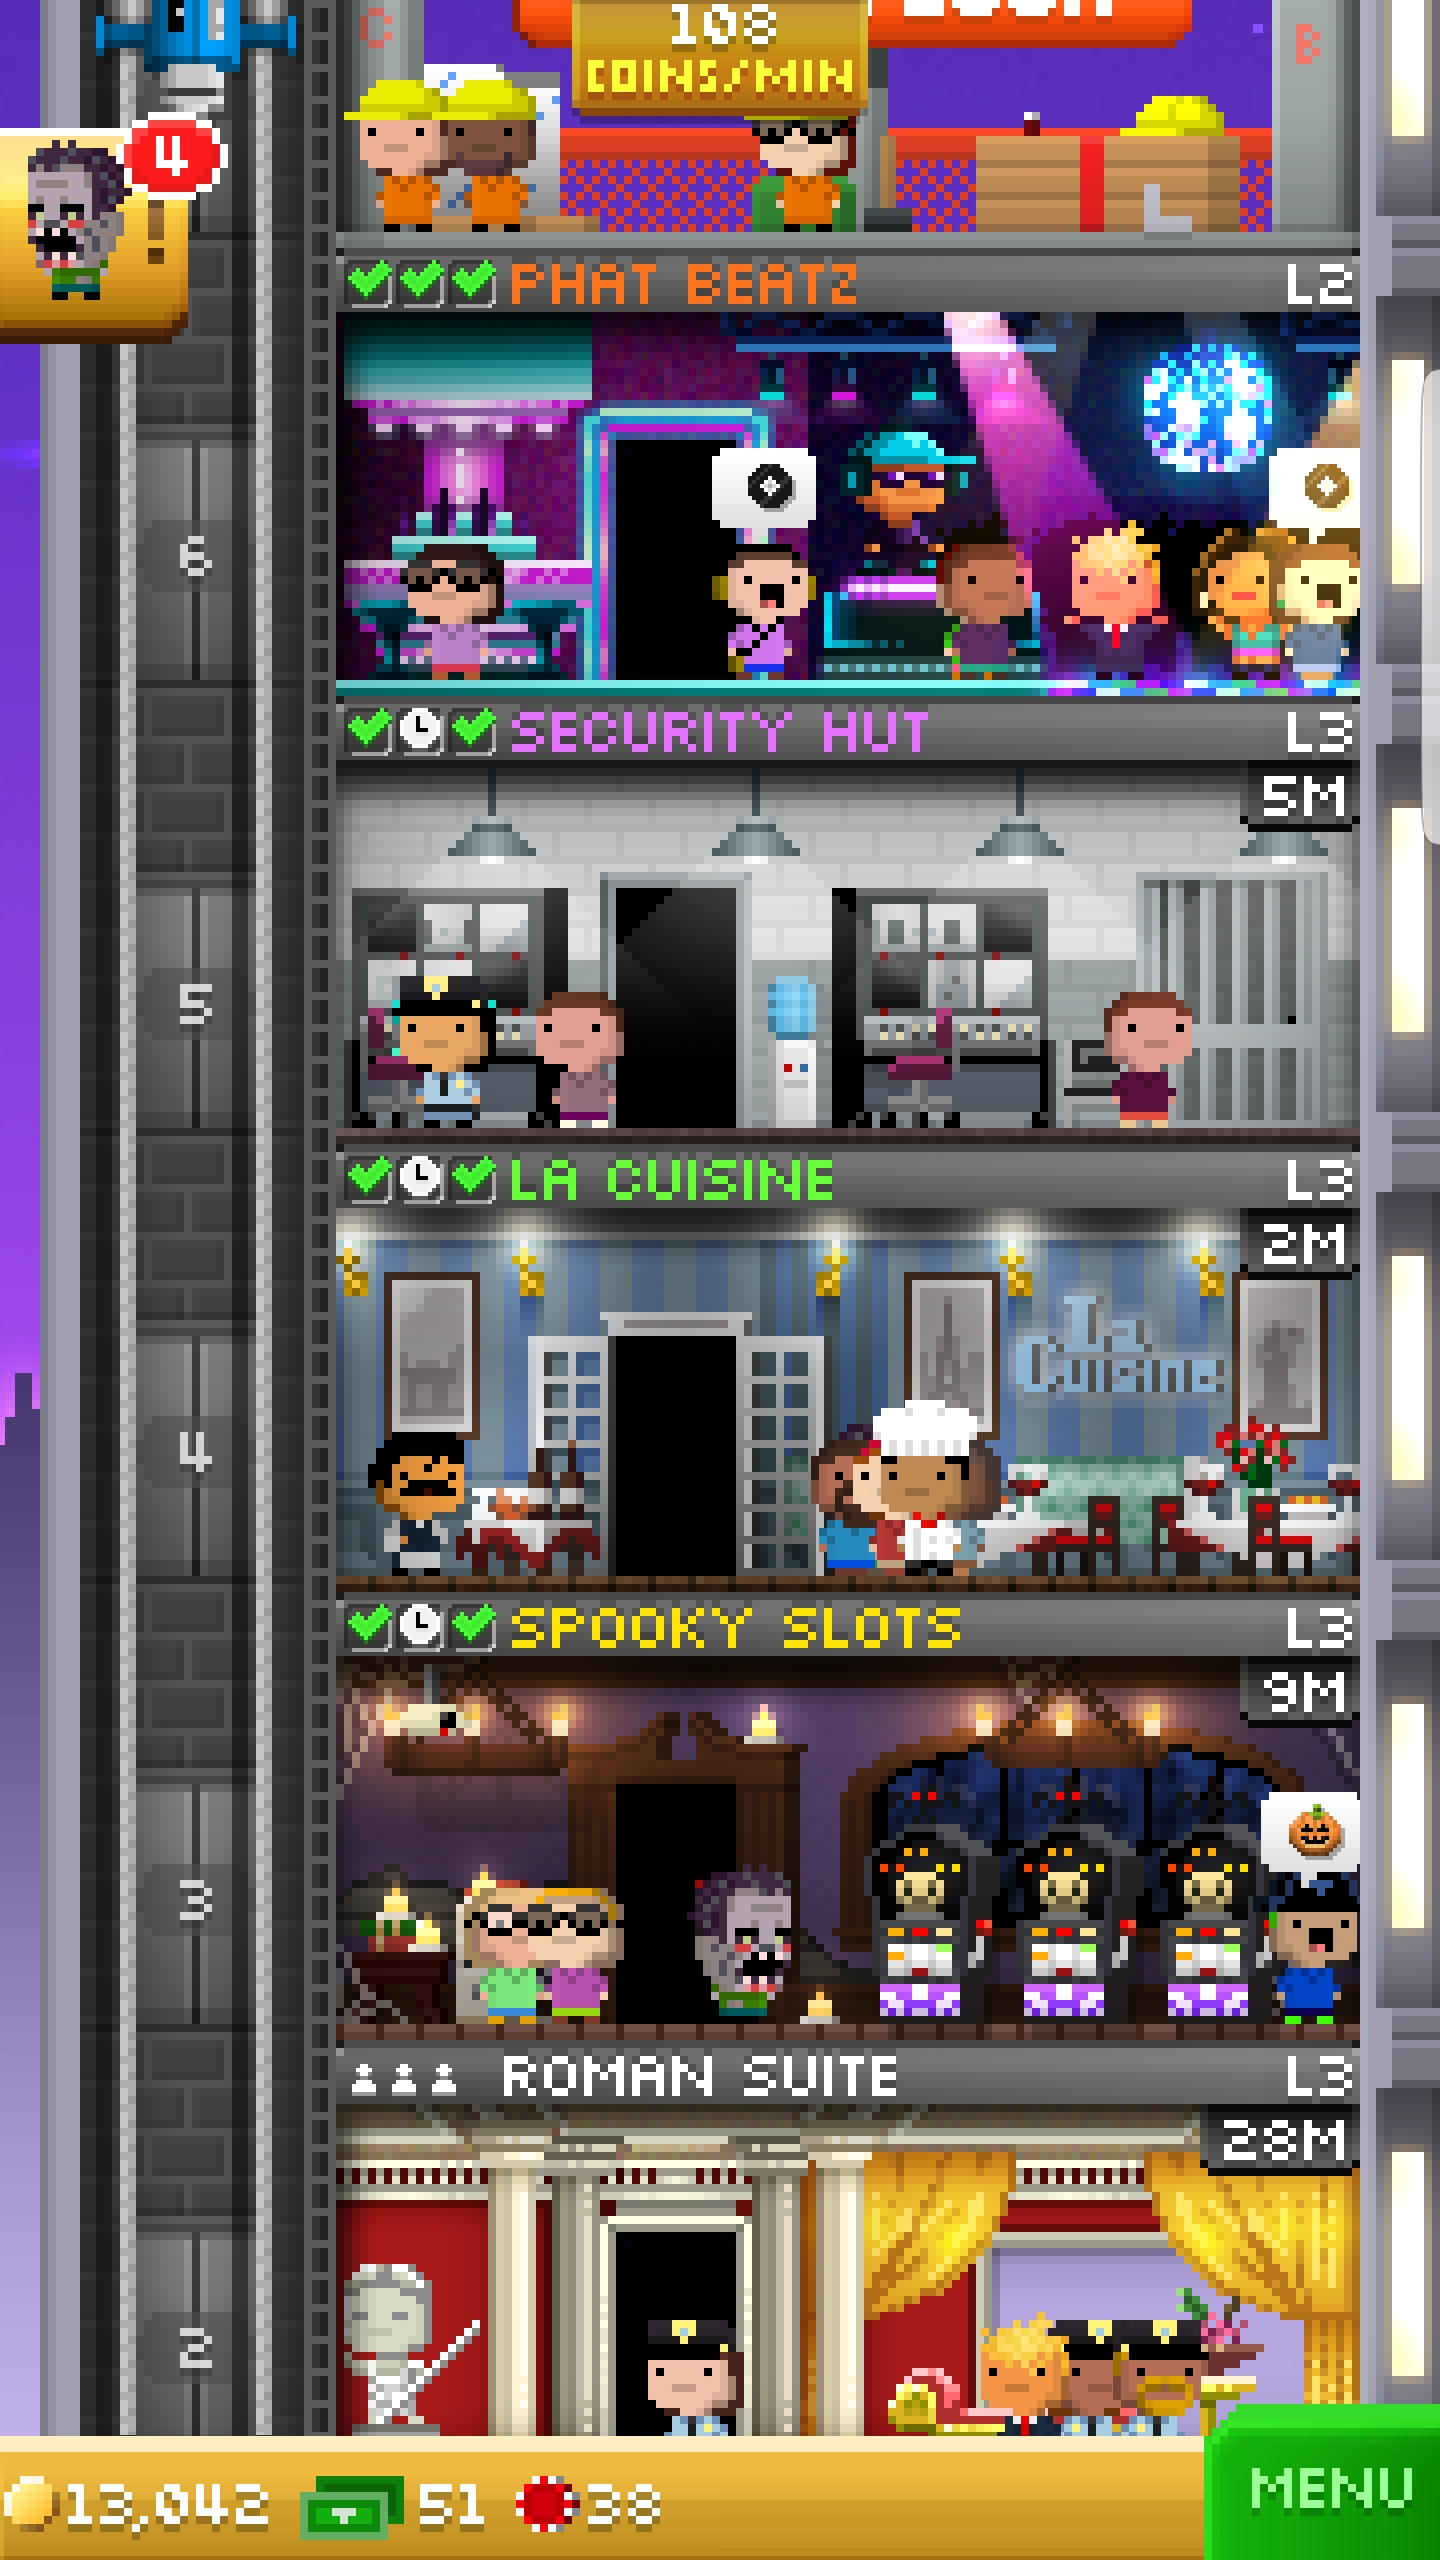 C
108
COINS/MIN
B
4
PHAT BEATZ L2
6
SECURITY HUT L3
5M
5
LA CUISINE L3
2M
La
Cuisine
4
SPOOKY SLOTS L3
9M
3
ROMAN SUITE L3
28M
2
13,042 51 38
MENU